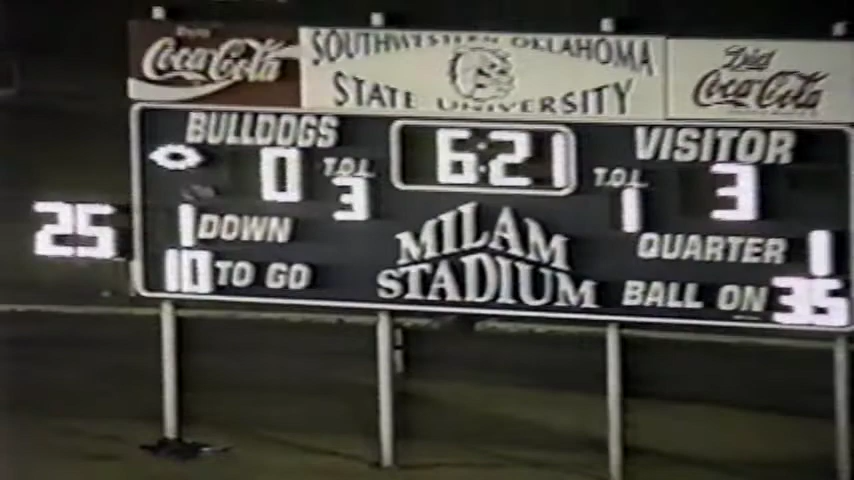 Enjoy
Coca-Cola
SOUTHWESTERN OKLAHOMA
STATE UNIVERSITY
Diet
Coca-Cola
BULLDOGS
0
T.O.L.
3
6:21
VISITOR
T.O.L.
1
3
25
1 DOWN
10 TO GO
MILAM
STADIUM
QUARTER 1
BALL ON 35